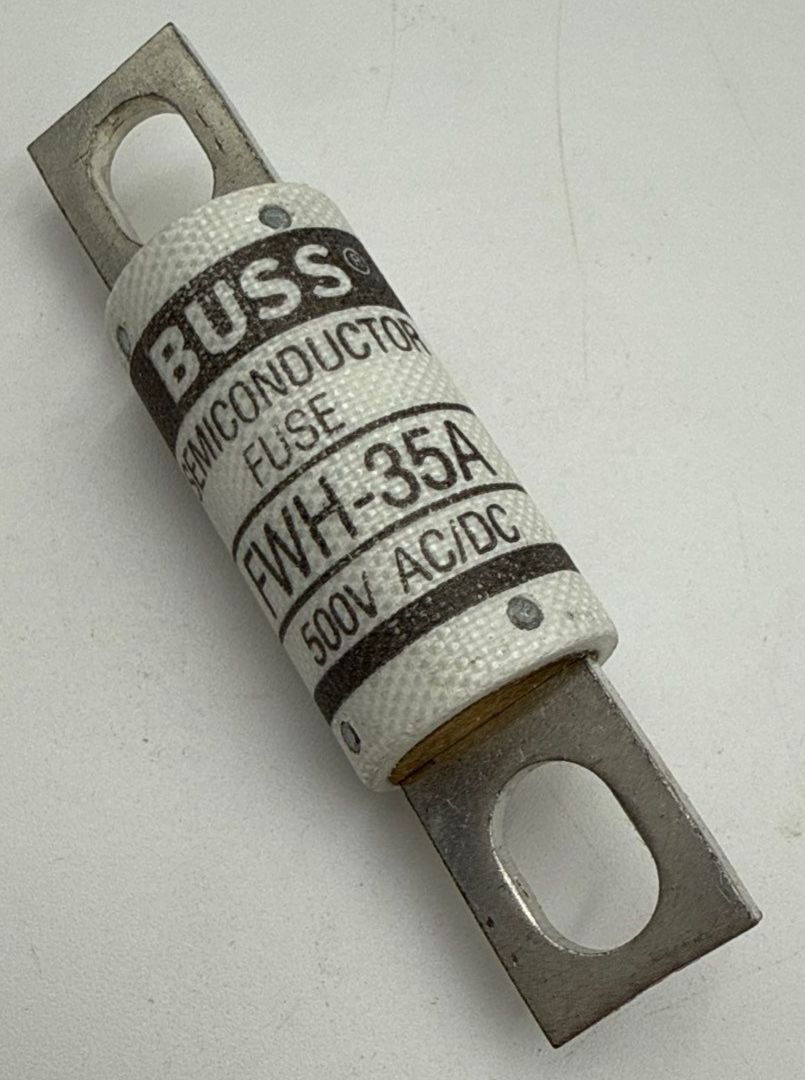 BUSS®
SEMICONDUCTOR
FUSE
FWH-35A
500V AC/DC